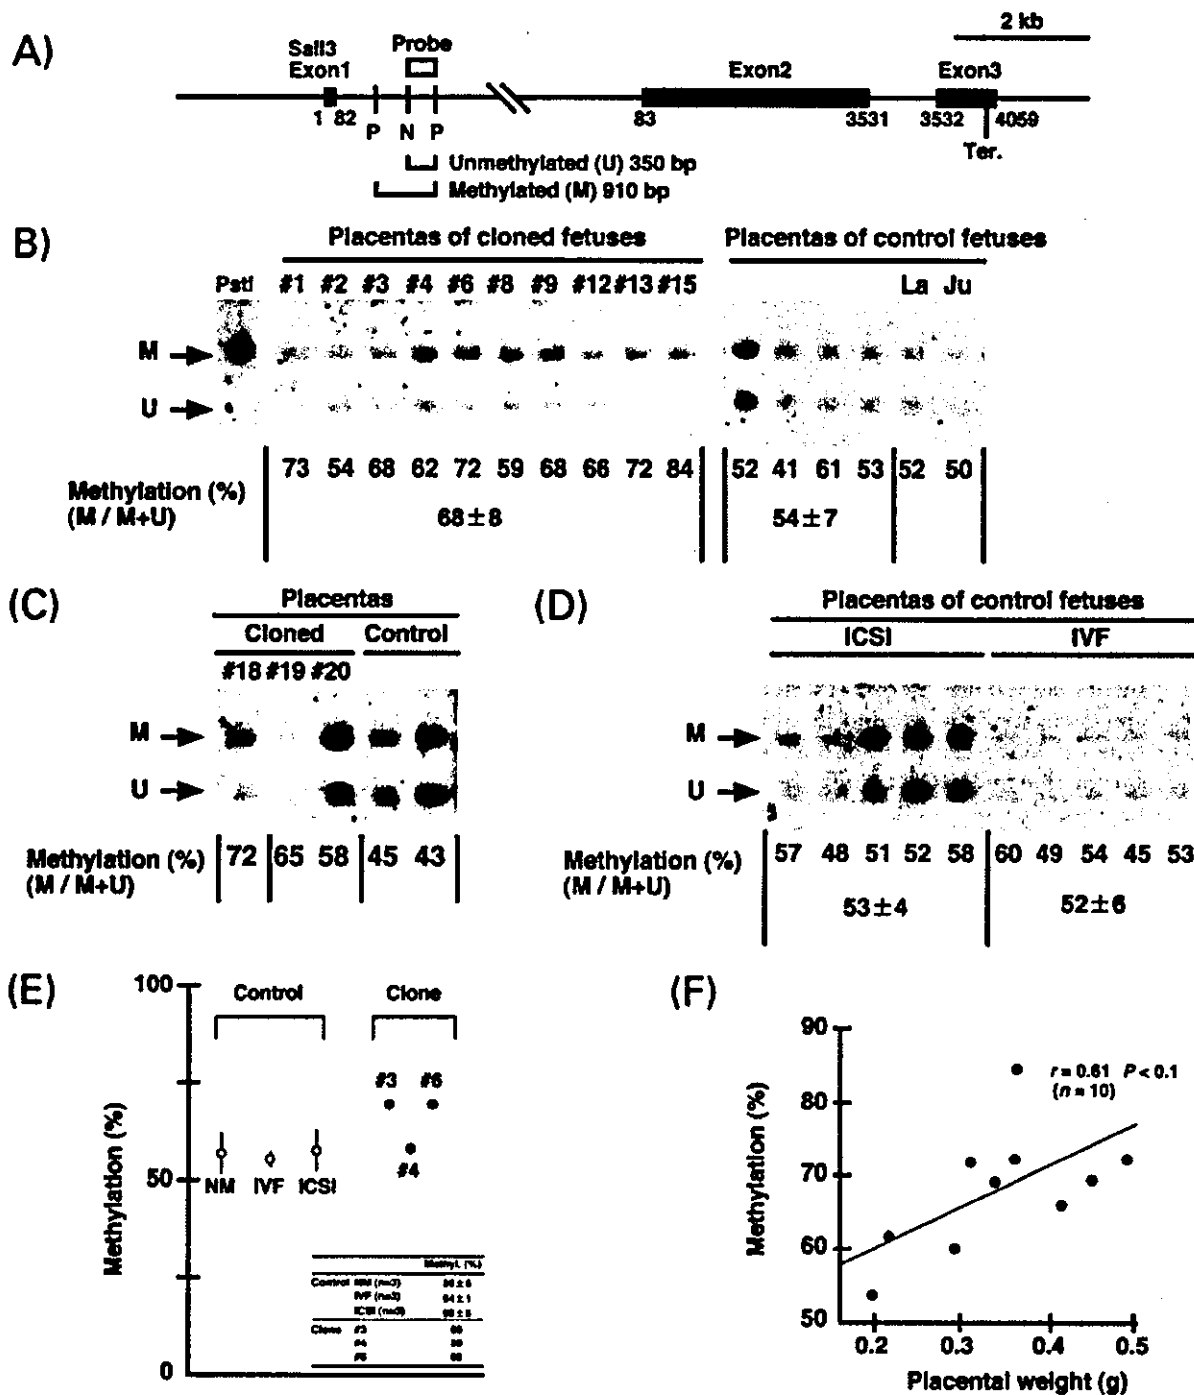 A)
2 kb
Sall3
Exon1
Probe
Exon2
Exon3
1 82
P N P
83
3531
3532
4059
Ter.
Unmethylated (U) 350 bp
Methylated (M) 910 bp
B)
Placentas of cloned fetuses
Placentas of control fetuses
PstI #1 #2 #3 #4 #6 #8 #9 #12 #13 #15 La Ju
M
U
73 54 68 62 72 59 68 66 72 84 52 41 61 53 52 50
Methylation (%)
(M / M+U)
68±8
54±7
(C)
Placentas
Cloned Control
#18 #19 #20
M
U
Methylation (%)
(M / M+U)
72 65 58 45 43
(D)
Placentas of control fetuses
ICSI IVF
M
U
Methylation (%)
(M / M+U)
57 48 51 52 58 60 49 54 45 53
53±4
52±6
(E)
Methylation (%)
100
50
0
Control
Clone
NM IVF ICSI
#3 #6
#4
Methyl. (%)
Control NM (n=3)
IVF (n=3)
ICSI (n=3)
Clone #3
#4
#6
(F)
Methylation (%)
90
80
70
60
50
r = 0.61 P < 0.1
(n = 10)
0.2 0.3 0.4 0.5
Placental weight (g)